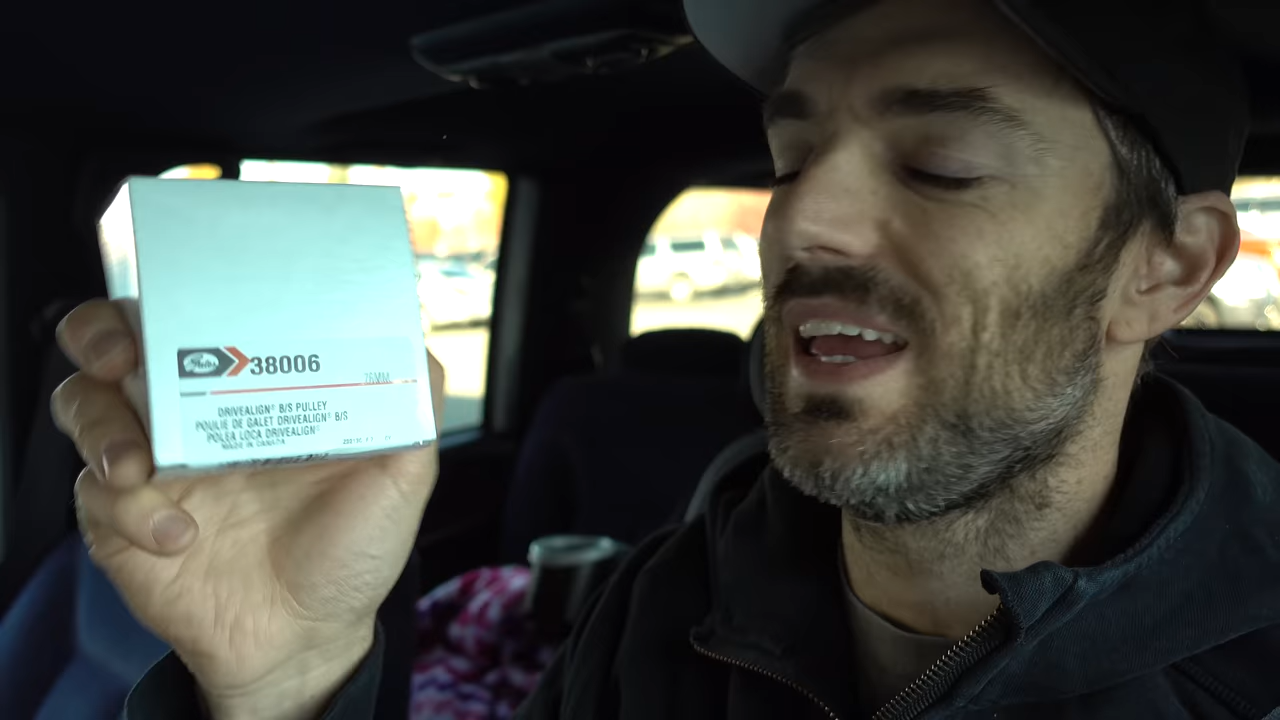 Gates 38006
76MM
DRIVEALIGN® B/S PULLEY
POULIE DE GALET DRIVEALIGN® B/S
POLEA LOCA DRIVEALIGN®
MADE IN CANADA